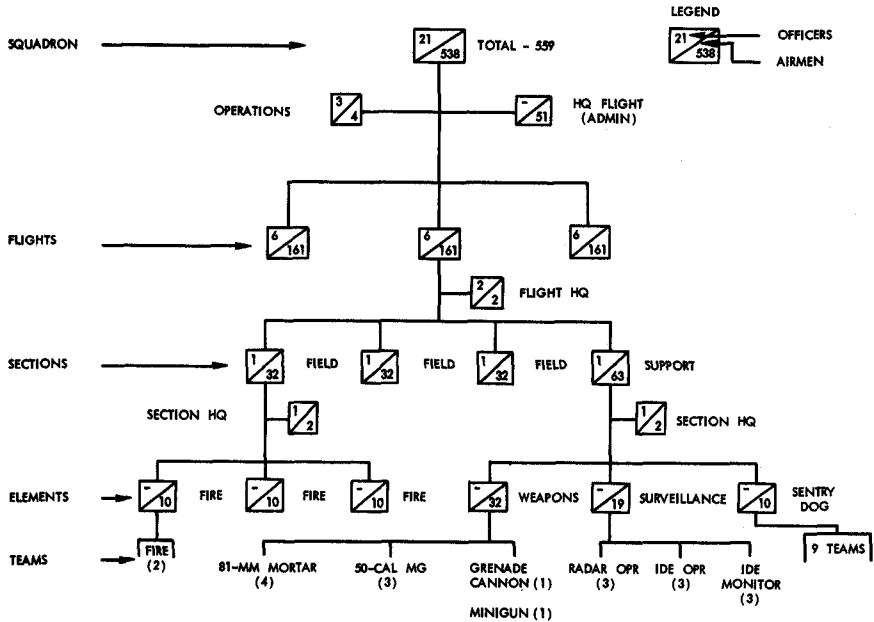 LEGEND
SQUADRON
21
538
TOTAL - 559
21
538
OFFICERS
AIRMEN
OPERATIONS
3
4
-
51
HQ FLIGHT
(ADMIN)
FLIGHTS
6
161
6
161
6
161
2
2
FLIGHT HQ
SECTIONS
1
32
FIELD
1
32
FIELD
1
32
FIELD
1
63
SUPPORT
SECTION HQ
1
2
1
2
SECTION HQ
ELEMENTS
-
10
FIRE
-
10
FIRE
-
10
FIRE
-
32
WEAPONS
-
19
SURVEILLANCE
-
10
SENTRY
DOG
TEAMS
FIRE
(2)
81-MM MORTAR
(4)
50-CAL MG
(3)
GRENADE
CANNON (1)
MINIGUN (1)
RADAR OPR
(3)
IDE OPR
(3)
IDE
MONITOR
(3)
9 TEAMS